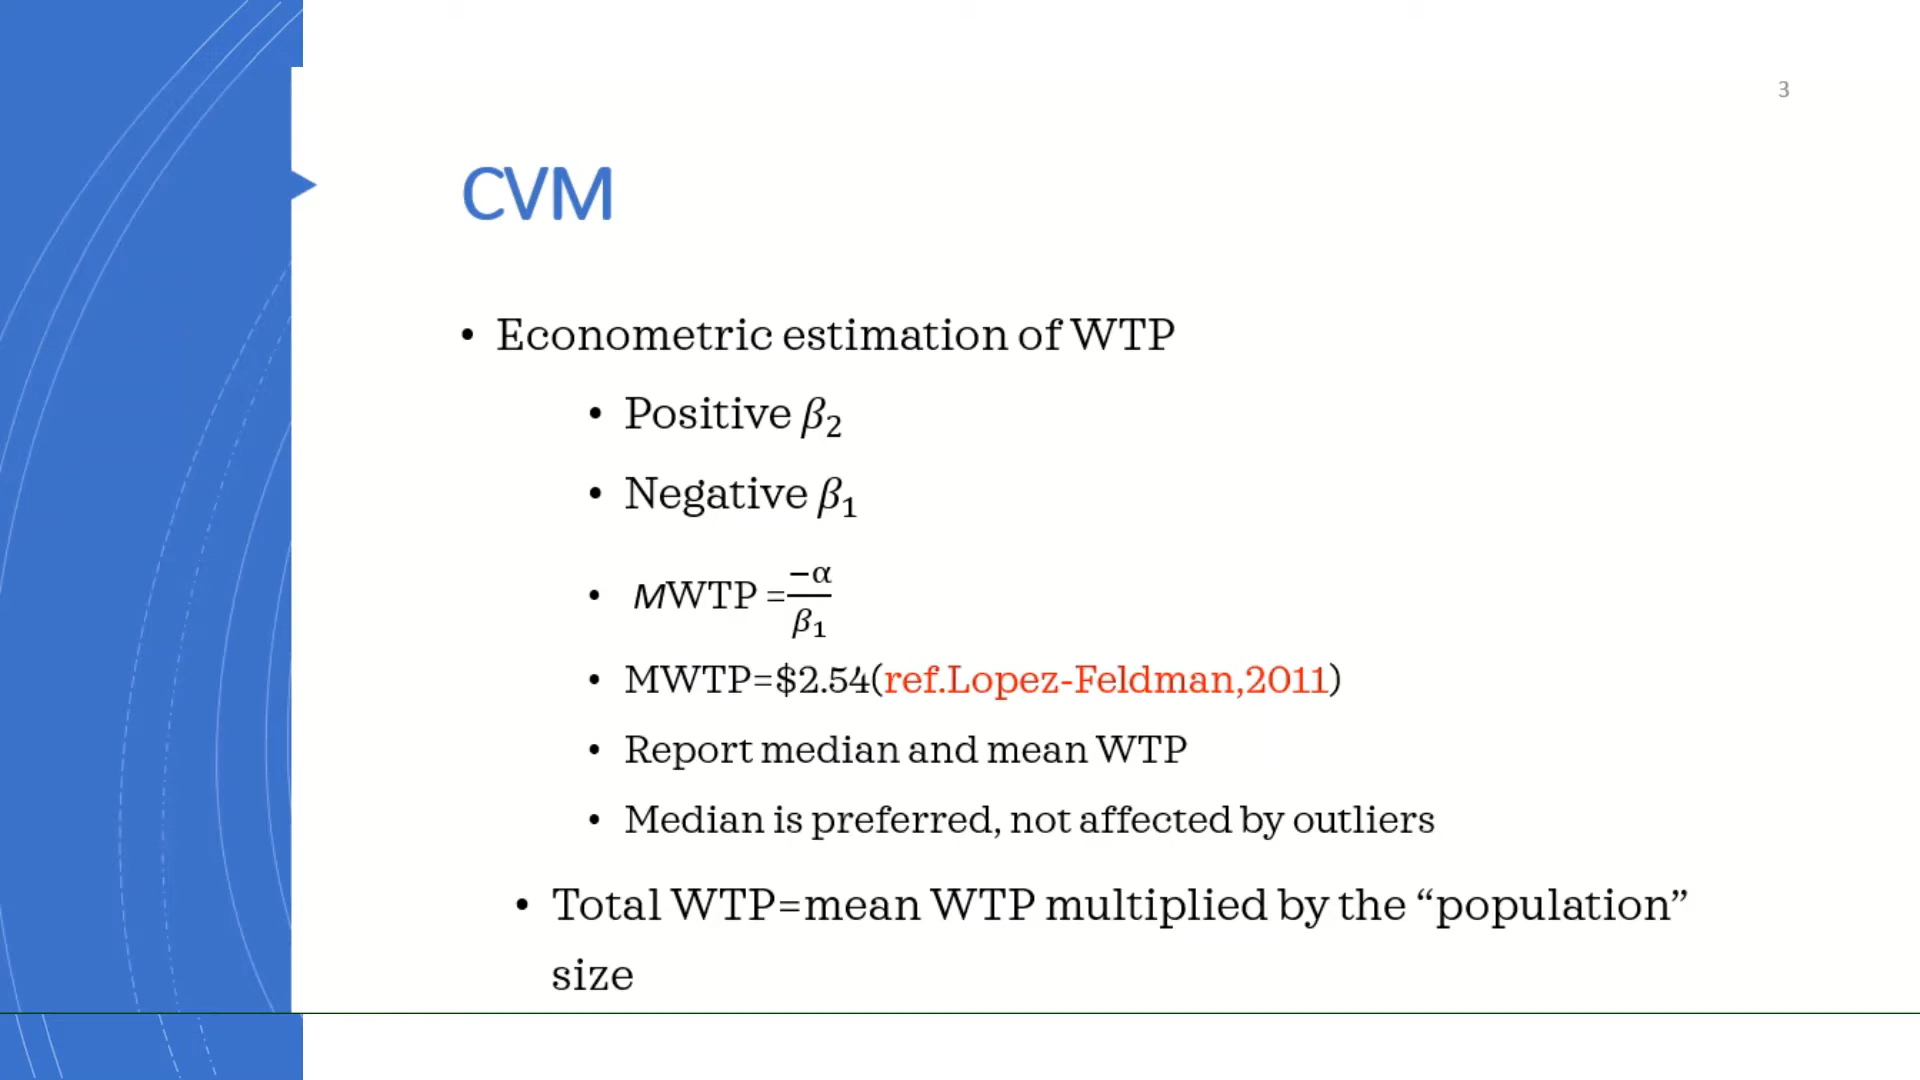 3
CVM
• Econometric estimation of WTP
• Positive β₂
• Negative β₁
• MWTP =−α/β₁
• MWTP=$2.54(ref.Lopez-Feldman,2011)
• Report median and mean WTP
• Median is preferred, not affected by outliers
• Total WTP=mean WTP multiplied by the “population”
size